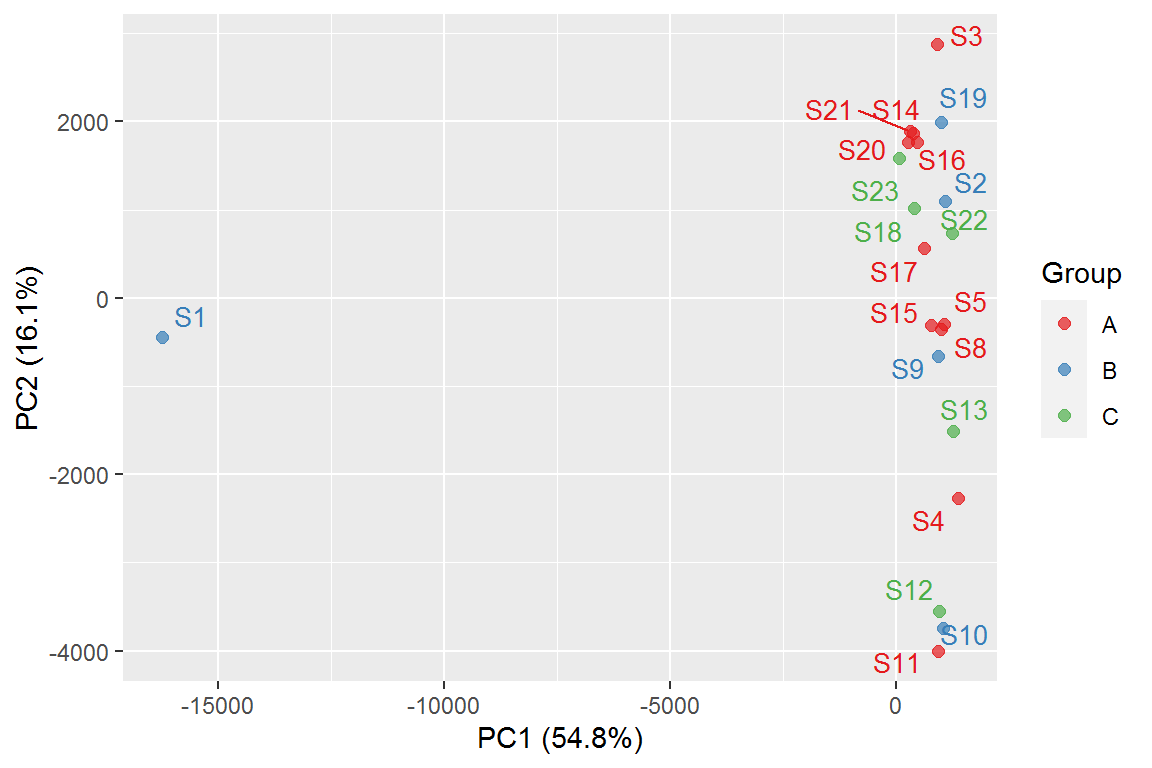 S3
S19
2000
S21
S14
S20
S16
S2
S23
S22
S18
S17
Group
PC2 (16.1%)
0
S1
S15
S5
A
S8
S9
B
S13
C
-2000
S4
S12
S10
-4000
S11
-15000
-10000
-5000
0
PC1 (54.8%)